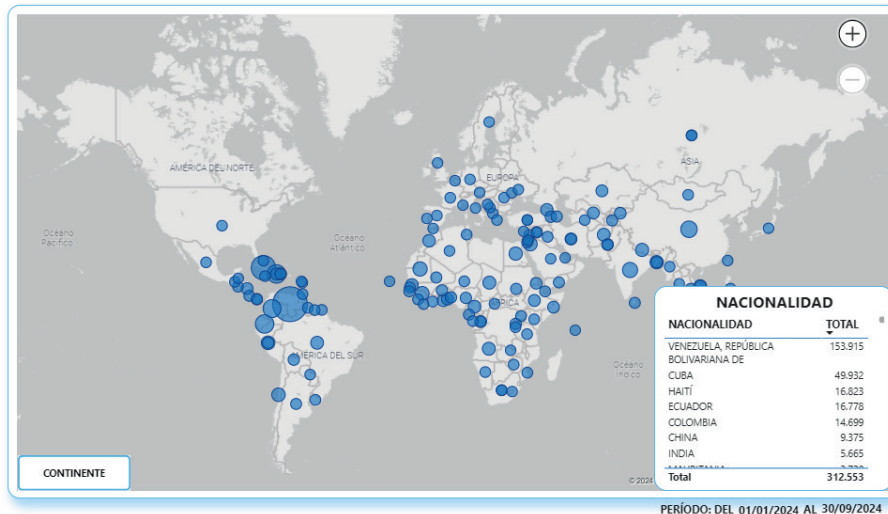 AMÉRICA DEL NORTE
EUROPA
ASIA
Océano
Pacífico
Océano
Atlántico
ÁFRICA
AMÉRICA DEL SUR
Océano
Índico
© 2024
CONTINENTE
NACIONALIDAD
NACIONALIDAD TOTAL
VENEZUELA, REPÚBLICA 153.915
BOLIVARIANA DE
CUBA 49.932
HAITÍ 16.823
ECUADOR 16.778
COLOMBIA 14.699
CHINA 9.375
INDIA 5.665
Total 312.553
PERÍODO: DEL 01/01/2024 AL 30/09/2024